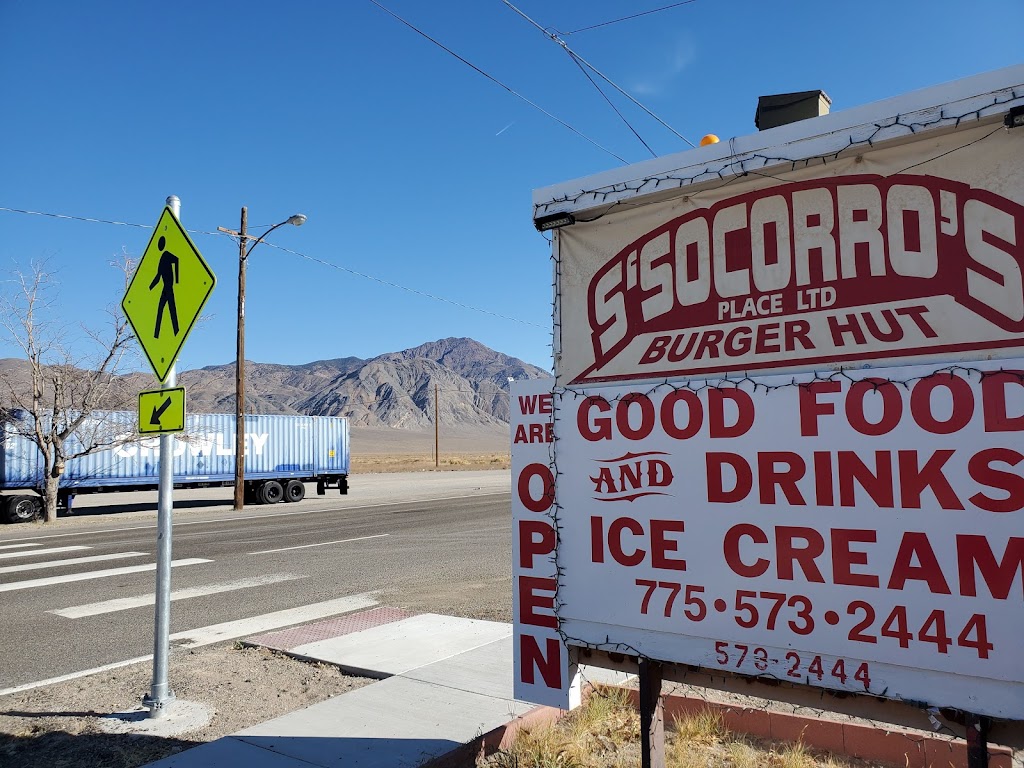 CROWLEY
S'SOCORRO'S
PLACE LTD
BURGER HUT
WE
ARE
OPEN
GOOD FOOD
AND DRINKS
ICE CREAM
775•573•2444
573-2444